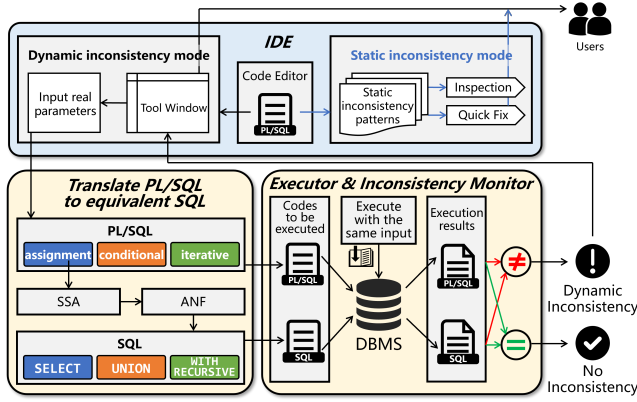 IDE
Users
Dynamic inconsistency mode
Input real
parameters
Tool Window
Code Editor
PL/SQL
Static inconsistency mode
Static
inconsistency
patterns
Inspection
Quick Fix
Translate PL/SQL
to equivalent SQL
PL/SQL
assignment
conditional
iterative
SSA
ANF
SQL
SELECT
UNION
WITH
RECURSIVE
Executor & Inconsistency Monitor
Codes
to be
executed
PL/SQL
SQL
Execute
with the
same input
DBMS
Execution
results
PL/SQL
SQL
≠
=
Dynamic
Inconsistency
No
Inconsistency